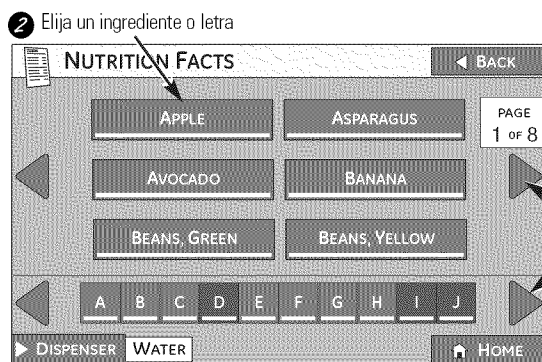 2 Elija un ingrediente o letra
NUTRITION FACTS
BACK
APPLE ASPARAGUS
PAGE
1 OF 8
AVOCADO BANANA
BEANS, GREEN BEANS, YELLOW
A B C D E F G H I J
DISPENSER WATER HOME